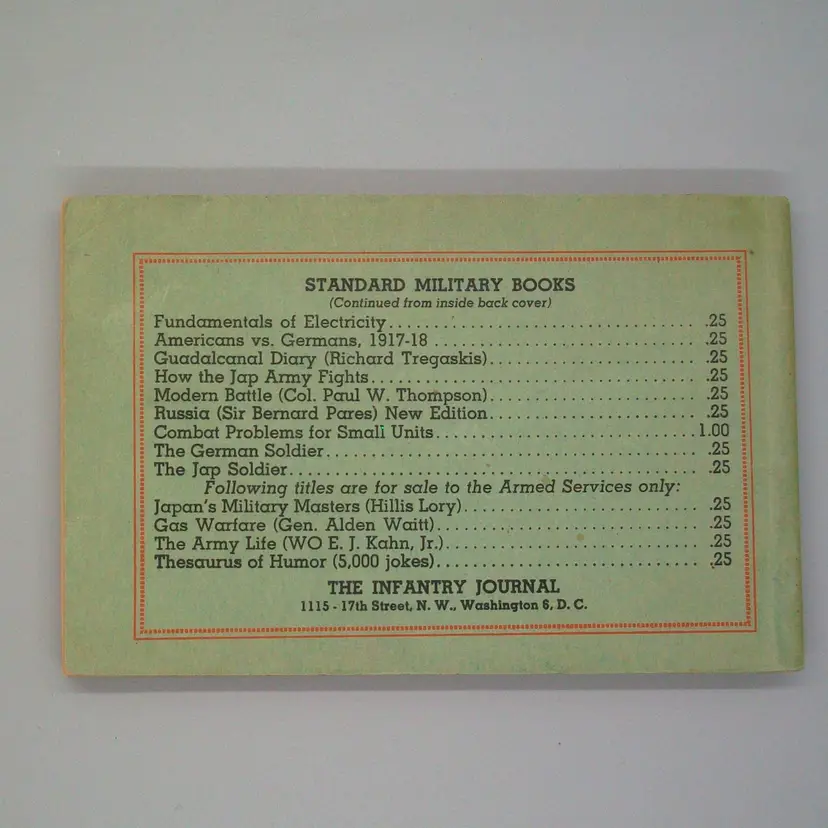 STANDARD MILITARY BOOKS
(Continued from inside back cover)
Fundamentals of Electricity.................................. .25
Americans vs. Germans, 1917-18 ............................. .25
Guadalcanal Diary (Richard Tregaskis)....................... .25
How the Jap Army Fights.................................... .25
Modern Battle (Col. Paul W. Thompson)....................... .25
Russia (Sir Bernard Pares) New Edition...................... .25
Combat Problems for Small Units.............................1.00
The German Soldier......................................... .25
The Jap Soldier............................................ .25
Following titles are for sale to the Armed Services only:
Japan's Military Masters (Hillis Lory)...................... .25
Gas Warfare (Gen. Alden Waitt).............................. .25
The Army Life (WO E. J. Kahn, Jr.).......................... .25
Thesaurus of Humor (5,000 jokes)............................ .25
THE INFANTRY JOURNAL
1115 - 17th Street, N. W., Washington 6, D. C.